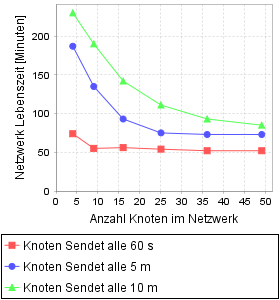 Netzwerk Lebenszeit [Minuten]
200
150
100
50
0
0 5 10 15 20 25 30 35 40 45 50
Anzahl Knoten im Netzwerk
Knoten Sendet alle 60 s
Knoten Sendet alle 5 m
Knoten Sendet alle 10 m